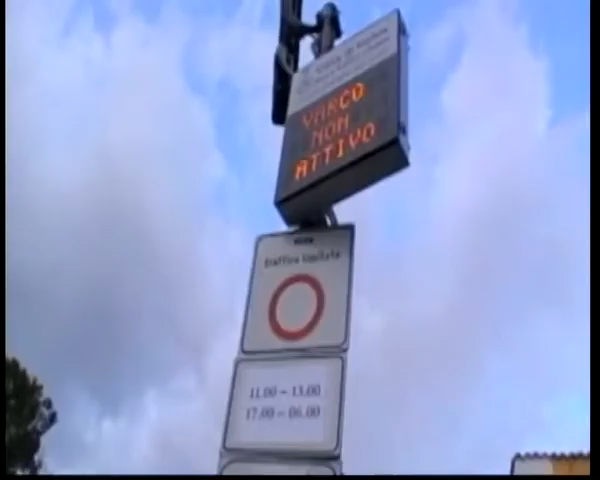 VARCO
NON
ATTIVO
traffico limitato
11.00 - 13.00
17.00 - 06.00